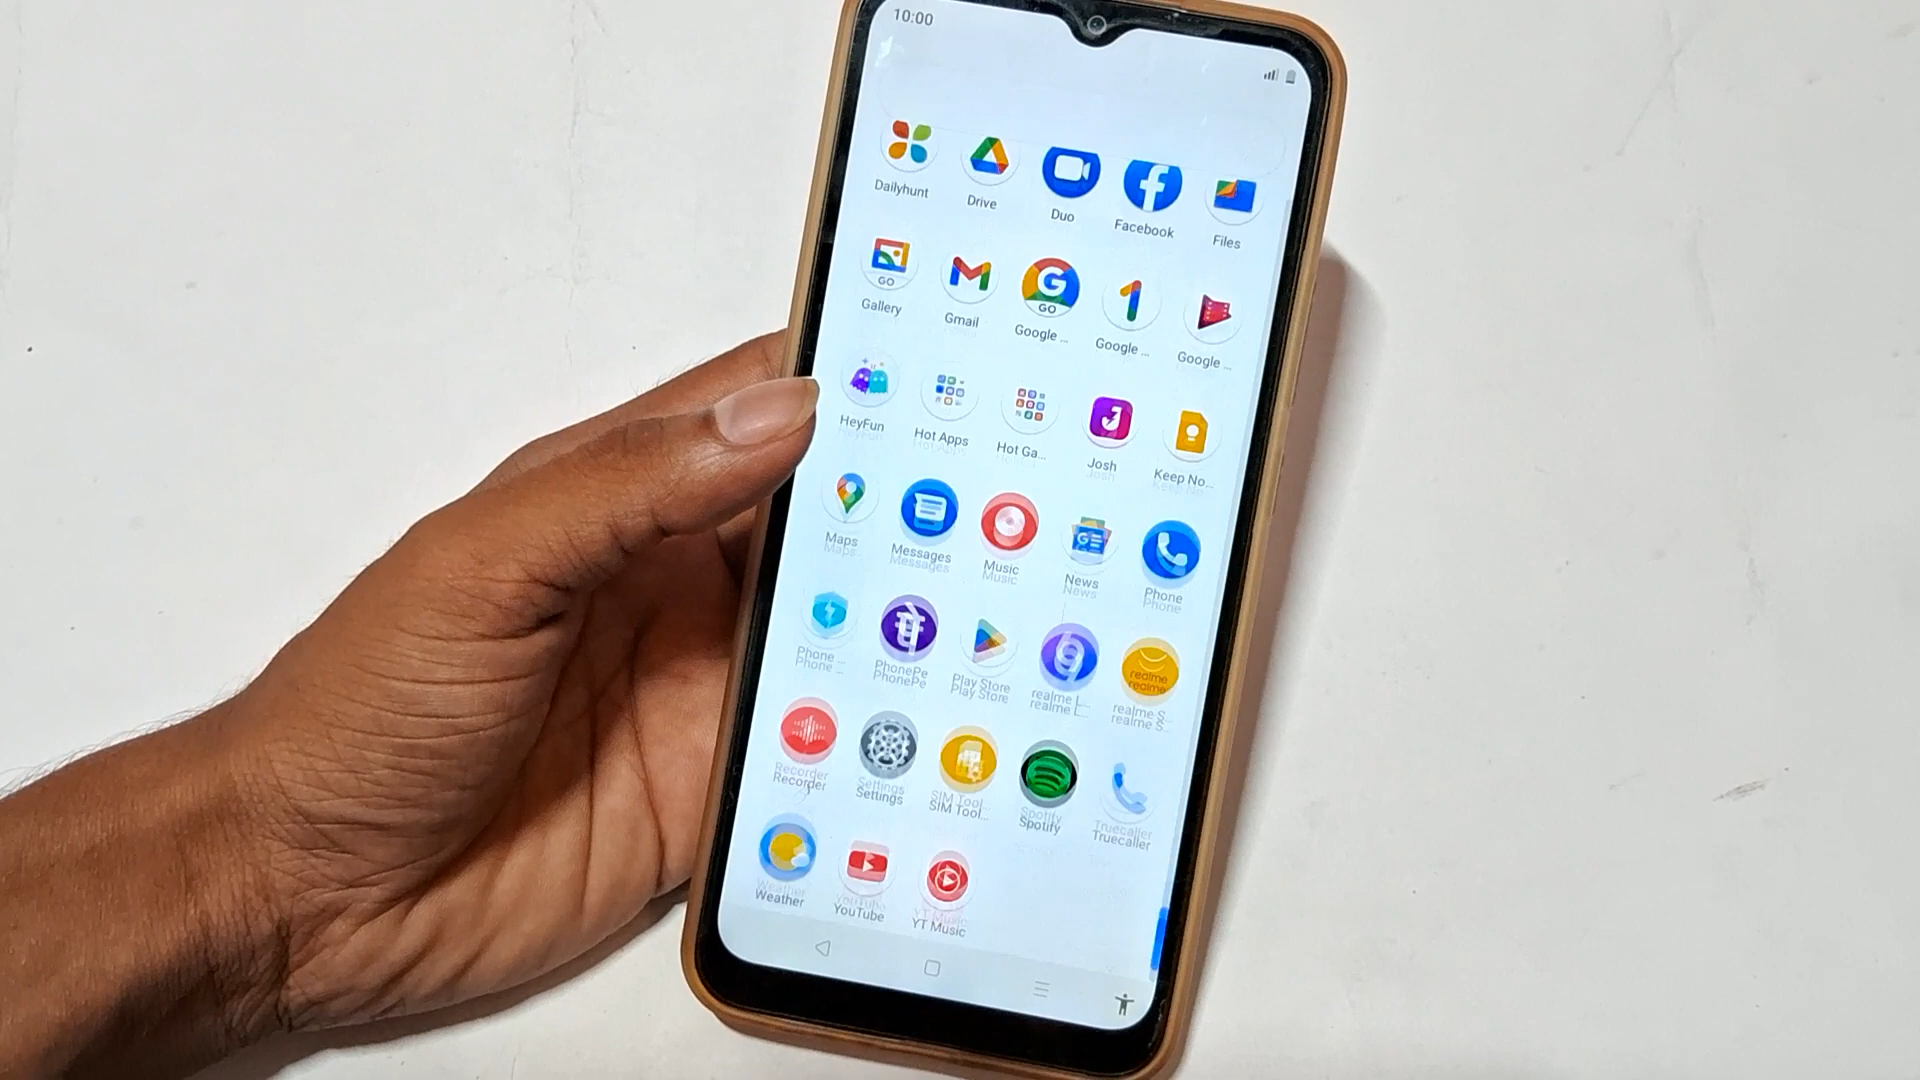 10:00
Dailyhunt Drive Duo Facebook Files
GO GO
Gallery Gmail Google ... Google ... Google ...
HeyFun Hot Apps Hot Ga... Josh Keep No...
Maps Messages Music News Phone
realme
Phone ... PhonePe Play Store realme L... realme S...
Recorder Settings SIM Tool... Spotify Truecaller
Weather YouTube YT Music